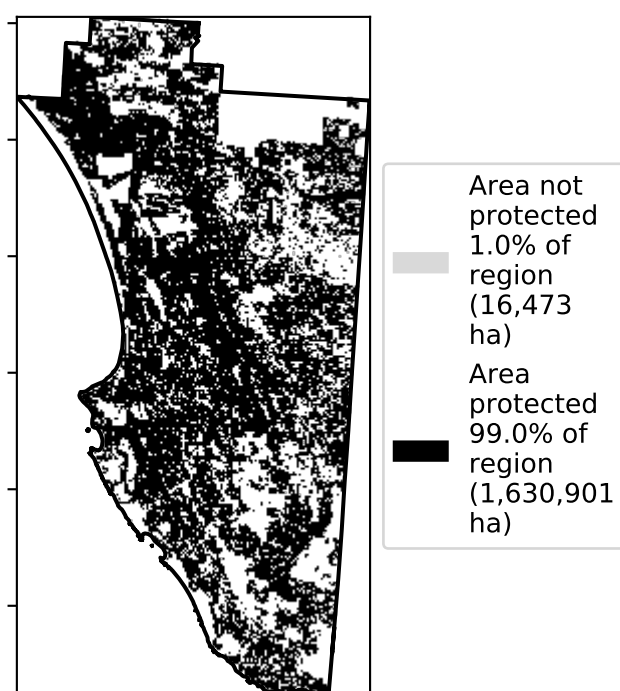 Area not
protected
1.0% of
region
(16,473
ha)
Area
protected
99.0% of
region
(1,630,901
ha)